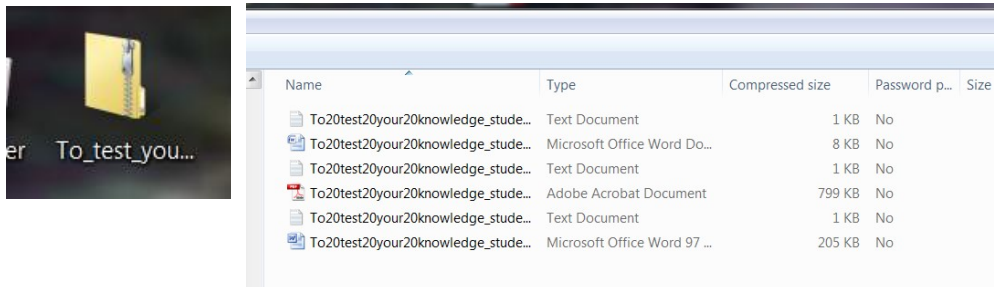 er To_test_you...
Name Type Compressed size Password p... Size
To20test20your20knowledge_stude... Text Document 1 KB No
To20test20your20knowledge_stude... Microsoft Office Word Do... 8 KB No
To20test20your20knowledge_stude... Text Document 1 KB No
To20test20your20knowledge_stude... Adobe Acrobat Document 799 KB No
To20test20your20knowledge_stude... Text Document 1 KB No
To20test20your20knowledge_stude... Microsoft Office Word 97 ... 205 KB No